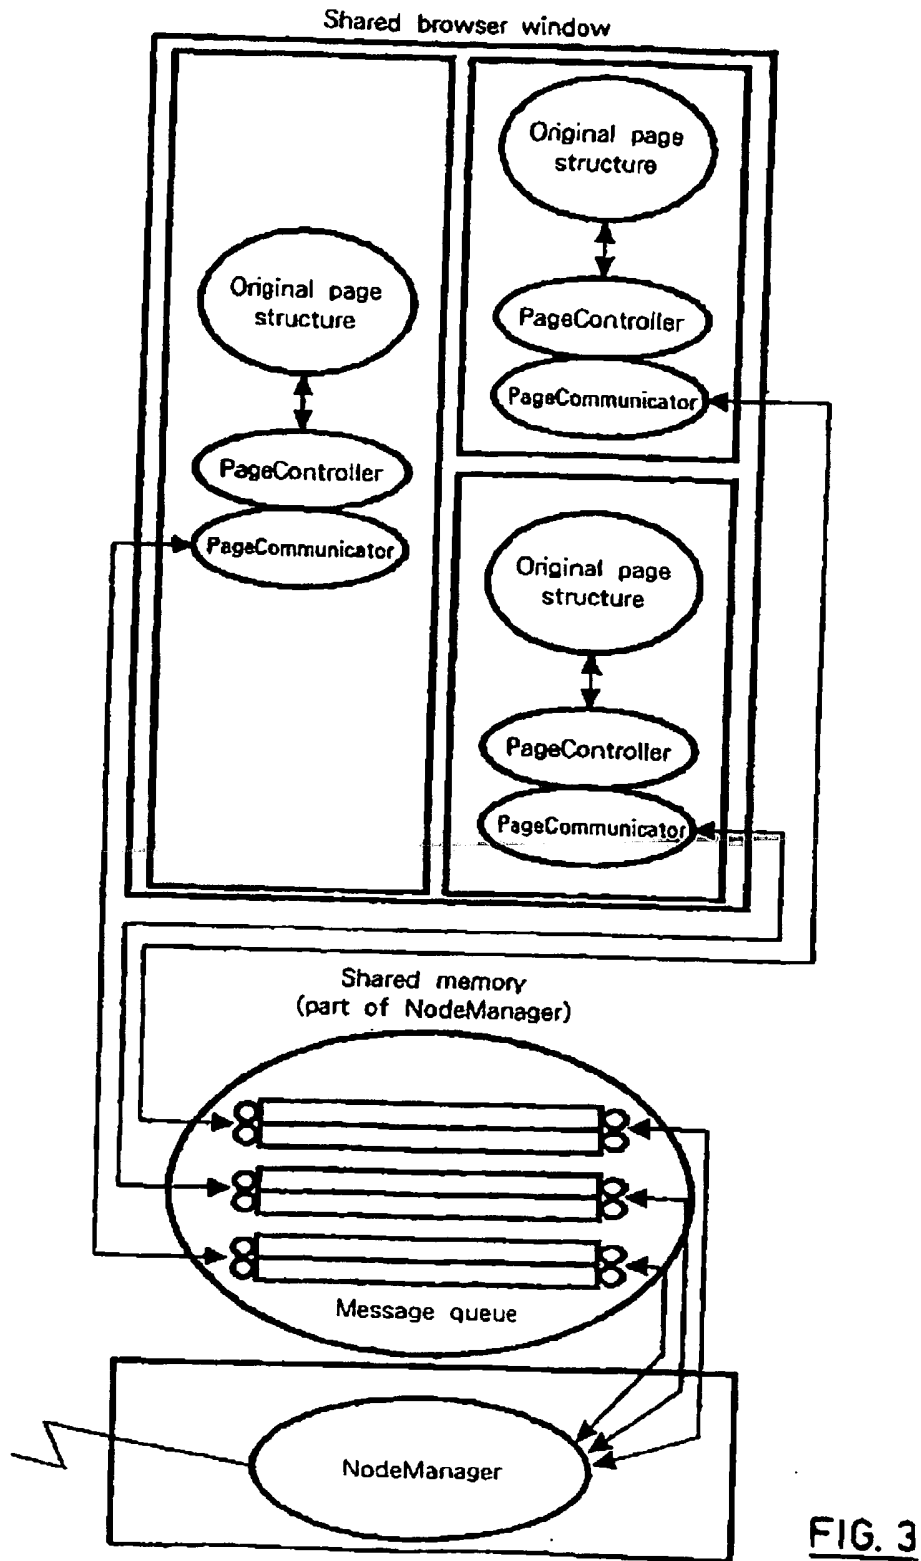 Shared browser window
Original page
structure
PageController
PageCommunicator
Original page
structure
PageController
PageCommunicator
Original page
structure
PageController
PageCommunicator
Shared memory
(part of NodeManager)
Message queue
NodeManager
FIG. 3